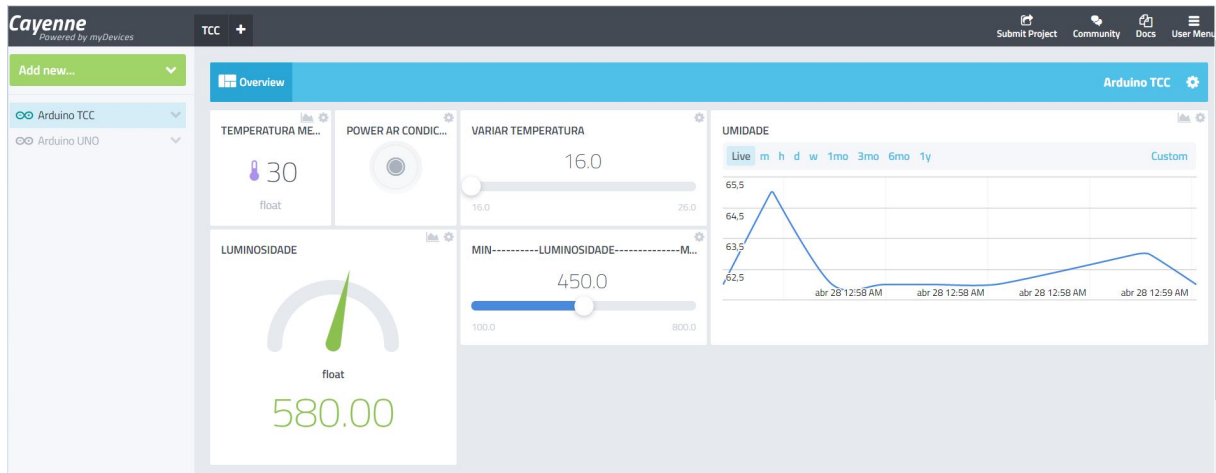 Cayenne
Powered by myDevices
TCC +
Submit Project
Community
Docs
User Menu
Add new...
Arduino TCC
Arduino UNO
Overview
Arduino TCC
TEMPERATURA ME...
30
float
POWER AR CONDIC...
VARIAR TEMPERATURA
16.0
16.0 26.0
UMIDADE
Live m h d w 1mo 3mo 6mo 1y Custom
65,5
64,5
63,5
62,5
abr 28 12:58 AM abr 28 12:58 AM abr 28 12:58 AM abr 28 12:59 AM
LUMINOSIDADE
float
580.00
MIN----------LUMINOSIDADE--------------M...
450.0
100.0 800.0